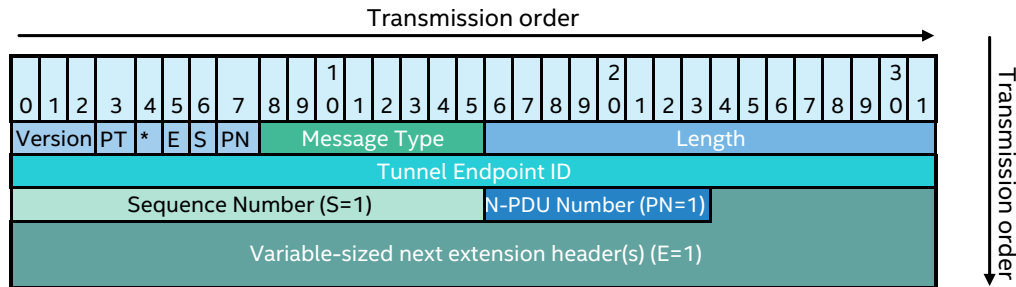 Transmission order
1 2 3
0 1 2 3 4 5 6 7 8 9 0 1 2 3 4 5 6 7 8 9 0 1 2 3 4 5 6 7 8 9 0 1
Version PT * E S PN Message Type Length
Tunnel Endpoint ID
Sequence Number (S=1) N-PDU Number (PN=1)
Variable-sized next extension header(s) (E=1)
Transmission order